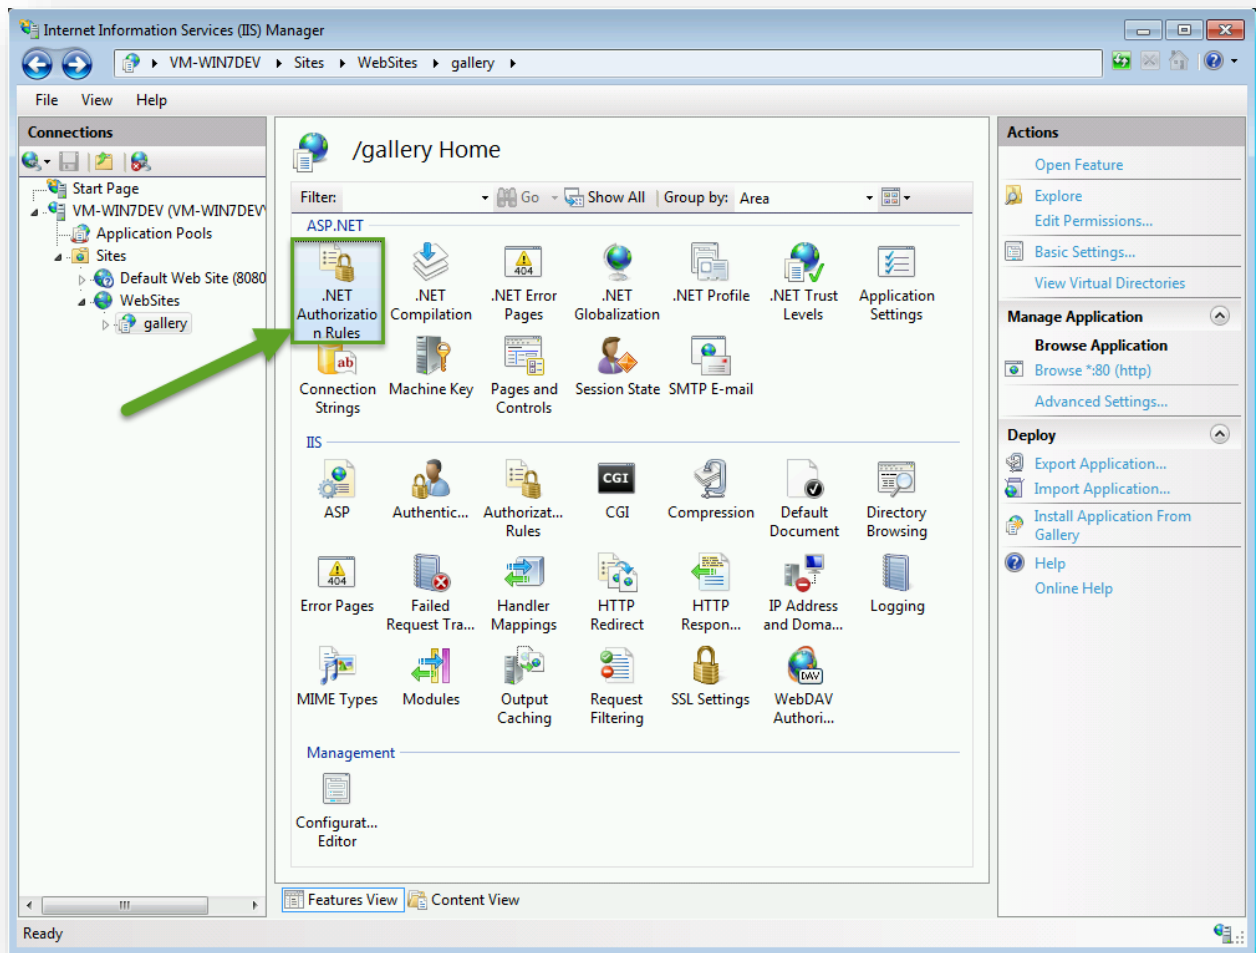 Internet Information Services (IIS) Manager
VM-WIN7DEV Sites WebSites gallery
File View Help
Connections
Start Page
VM-WIN7DEV (VM-WIN7DEV\
Application Pools
Sites
Default Web Site (8080
WebSites
gallery
/gallery Home
Filter: Go Show All Group by: Area
ASP.NET
.NET Authorizatio n Rules
.NET Compilation
.NET Error Pages
.NET Globalization
.NET Profile
.NET Trust Levels
Application Settings
404
Connection Strings
Machine Key
Pages and Controls
Session State
SMTP E-mail
ab
IIS
ASP
Authentic...
Authorizat... Rules
CGI
CGI
Compression
Default Document
Directory Browsing
404
Error Pages
Failed Request Tra...
Handler Mappings
HTTP Redirect
HTTP Respon...
IP Address and Doma...
Logging
MIME Types
Modules
Output Caching
Request Filtering
SSL Settings
DAV
WebDAV Authori...
Management
Configurat... Editor
Features View Content View
Actions
Open Feature
Explore
Edit Permissions...
Basic Settings...
View Virtual Directories
Manage Application
Browse Application
Browse *:80 (http)
Advanced Settings...
Deploy
Export Application...
Import Application...
Install Application From
Gallery
Help
Online Help
Ready